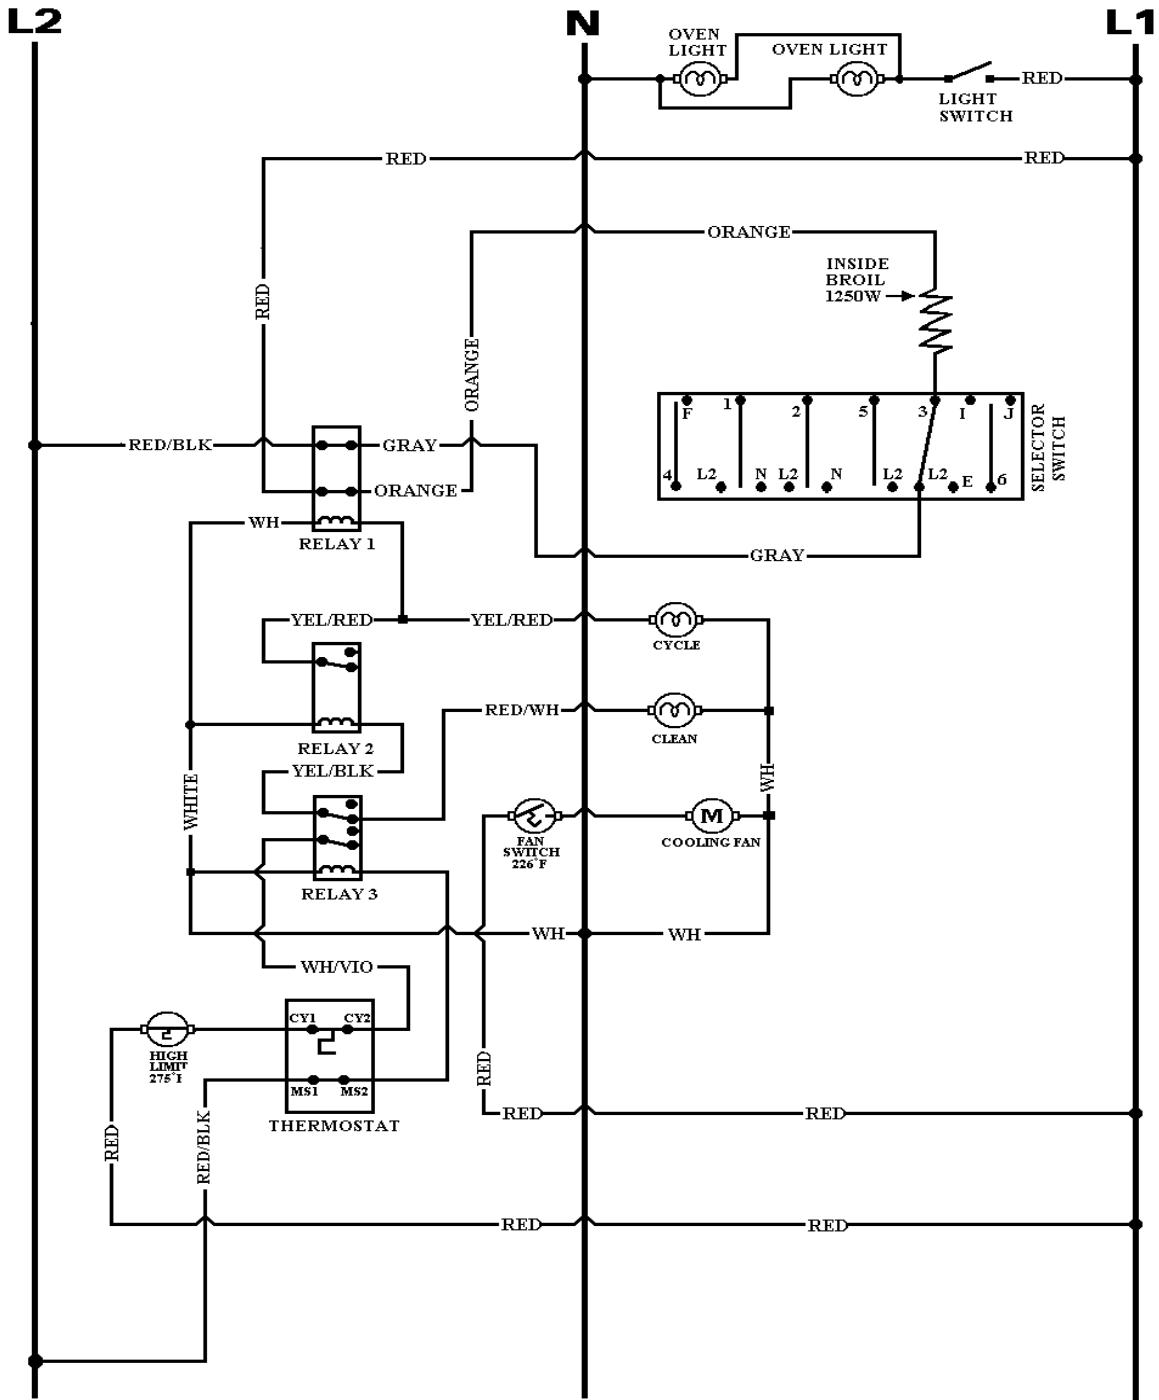 L2
N
L1
OVEN
LIGHT
OVEN LIGHT
RED
LIGHT
SWITCH
RED
RED
ORANGE
INSIDE
BROIL
1250W
RED
ORANGE
F
1
2
5
3
I
J
4
L2
N
L2
N
L2
L2
E
6
SELECTOR
SWITCH
RED/BLK
GRAY
ORANGE
WH
RELAY 1
GRAY
YEL/RED
YEL/RED
CYCLE
RED/WH
CLEAN
RELAY 2
YEL/BLK
WHITE
WH
FAN
SWITCH
226°F
M
COOLING FAN
RELAY 3
WH
WH
WH/VIO
CY1
CY2
HIGH
LIMIT
275°F
MS1
MS2
THERMOSTAT
RED
RED/BLK
RED
RED
RED
RED
RED